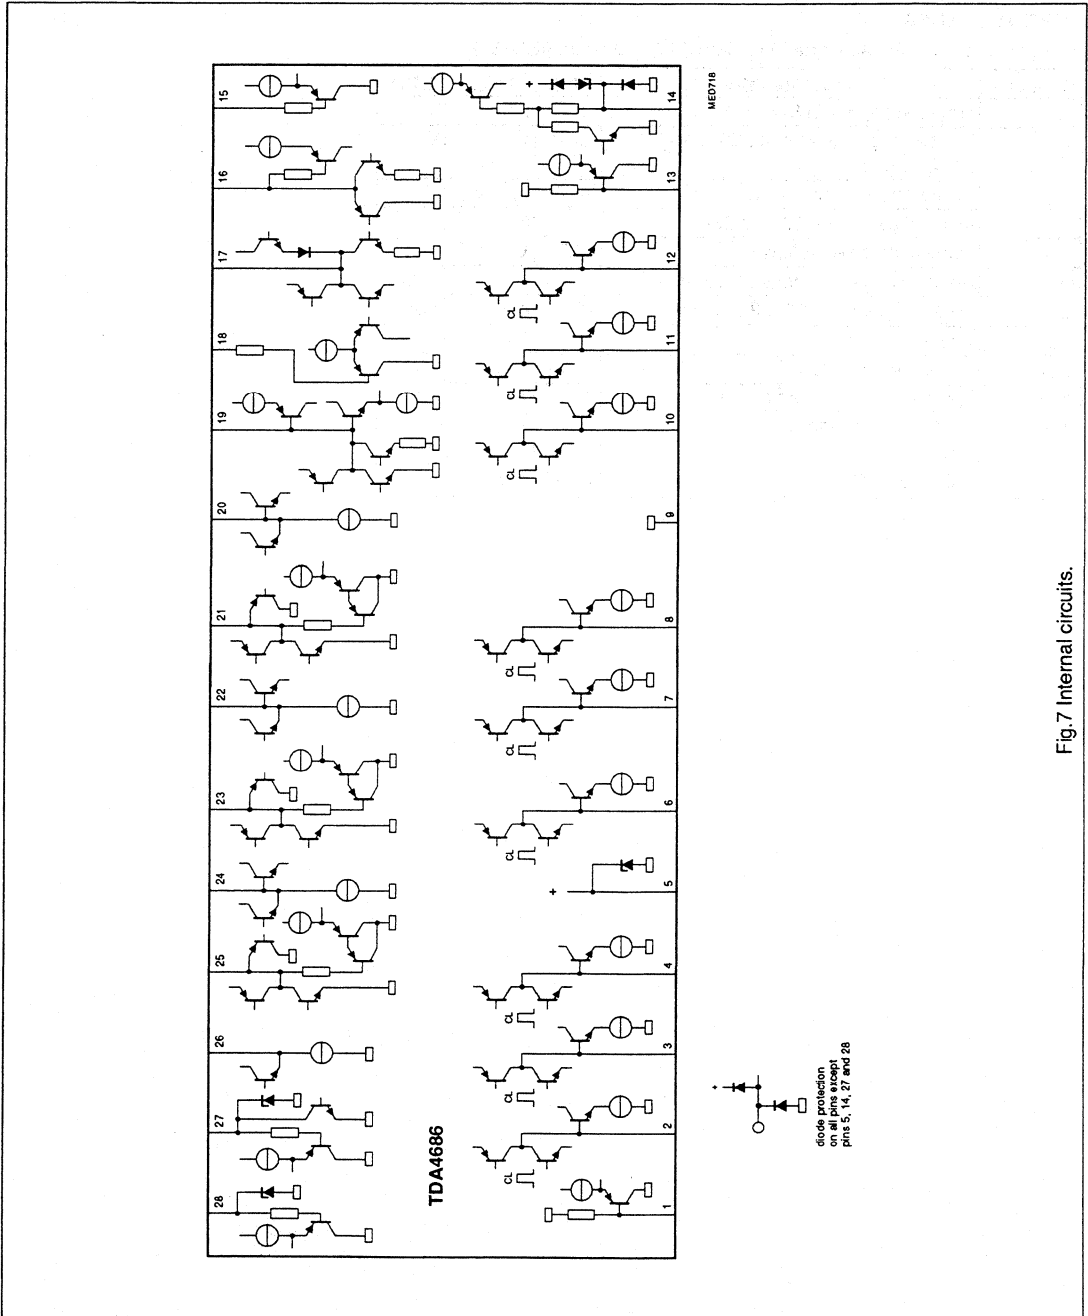 15
16
17
18
19
20
21
22
23
24
25
26
27
28
+
14
13
12
CL
11
CL
10
CL
9
8
CL
7
CL
6
CL
+
5
4
CL
3
CL
2
CL
1
TDA4686
MED718
+
diode protection
on all pins except
pins 5, 14, 27 and 28
Fig.7 Internal circuits.